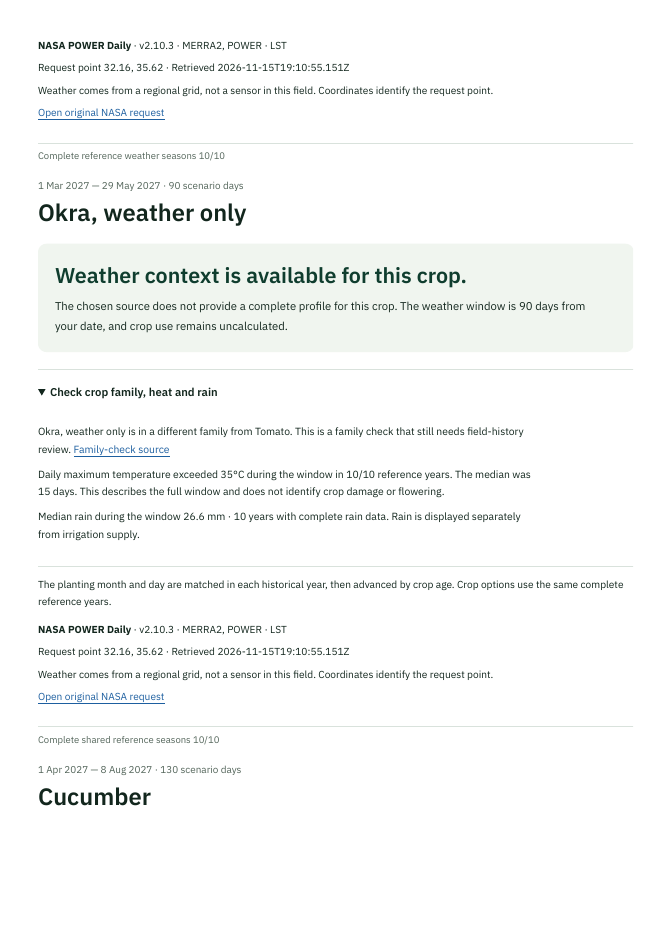 NASA POWER Daily · v2.10.3 · MERRA2, POWER · LST
Request point 32.16, 35.62 · Retrieved 2026-11-15T19:10:55.151Z
Weather comes from a regional grid, not a sensor in this field. Coordinates identify the request point.
Open original NASA request
Complete reference weather seasons 10/10
1 Mar 2027 — 29 May 2027 · 90 scenario days
Okra, weather only
Weather context is available for this crop.
The chosen source does not provide a complete profile for this crop. The weather window is 90 days from
your date, and crop use remains uncalculated.
▼ Check crop family, heat and rain
Okra, weather only is in a different family from Tomato. This is a family check that still needs field-history
review. Family-check source
Daily maximum temperature exceeded 35°C during the window in 10/10 reference years. The median was
15 days. This describes the full window and does not identify crop damage or flowering.
Median rain during the window 26.6 mm · 10 years with complete rain data. Rain is displayed separately
from irrigation supply.
The planting month and day are matched in each historical year, then advanced by crop age. Crop options use the same complete
reference years.
NASA POWER Daily · v2.10.3 · MERRA2, POWER · LST
Request point 32.16, 35.62 · Retrieved 2026-11-15T19:10:55.151Z
Weather comes from a regional grid, not a sensor in this field. Coordinates identify the request point.
Open original NASA request
Complete shared reference seasons 10/10
1 Apr 2027 — 8 Aug 2027 · 130 scenario days
Cucumber